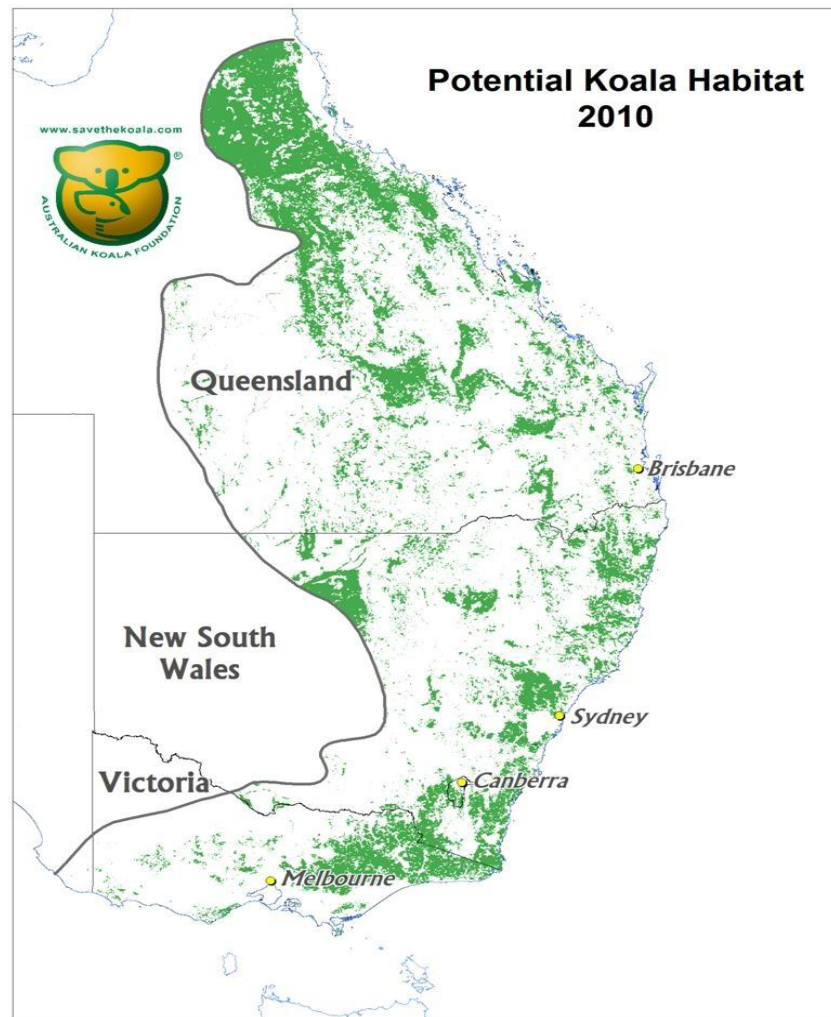 Potential Koala Habitat
2010
www.savethekoala.com
®
AUSTRALIAN KOALA FOUNDATION
Queensland
Brisbane
New South
Wales
Sydney
Canberra
Victoria
Melbourne